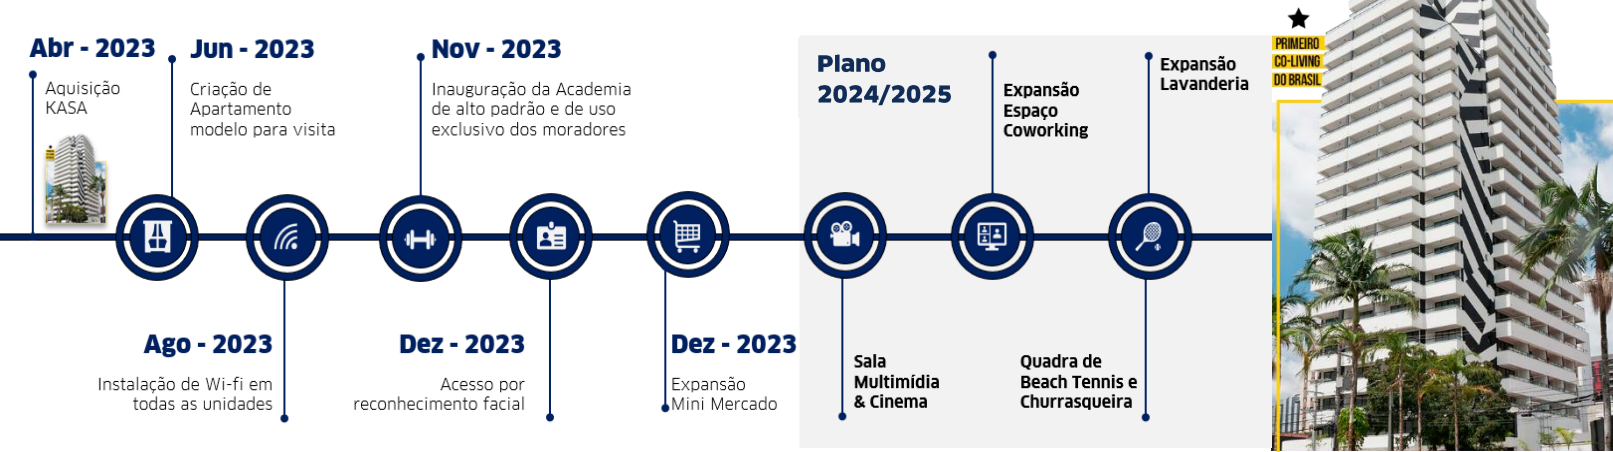 Abr - 2023
Aquisição
KASA
Jun - 2023
Criação de
Apartamento
modelo para visita
Ago - 2023
Instalação de Wi-fi em
todas as unidades
Nov - 2023
Inauguração da Academia
de alto padrão e de uso
exclusivo dos moradores
Dez - 2023
Acesso por
reconhecimento facial
Dez - 2023
Expansão
Mini Mercado
Plano
2024/2025
Sala
Multimídia
& Cinema
Expansão
Espaço
Coworking
Quadra de
Beach Tennis e
Churrasqueira
Expansão
Lavanderia
PRIMEIRO
CO-LIVING
DO BRASIL